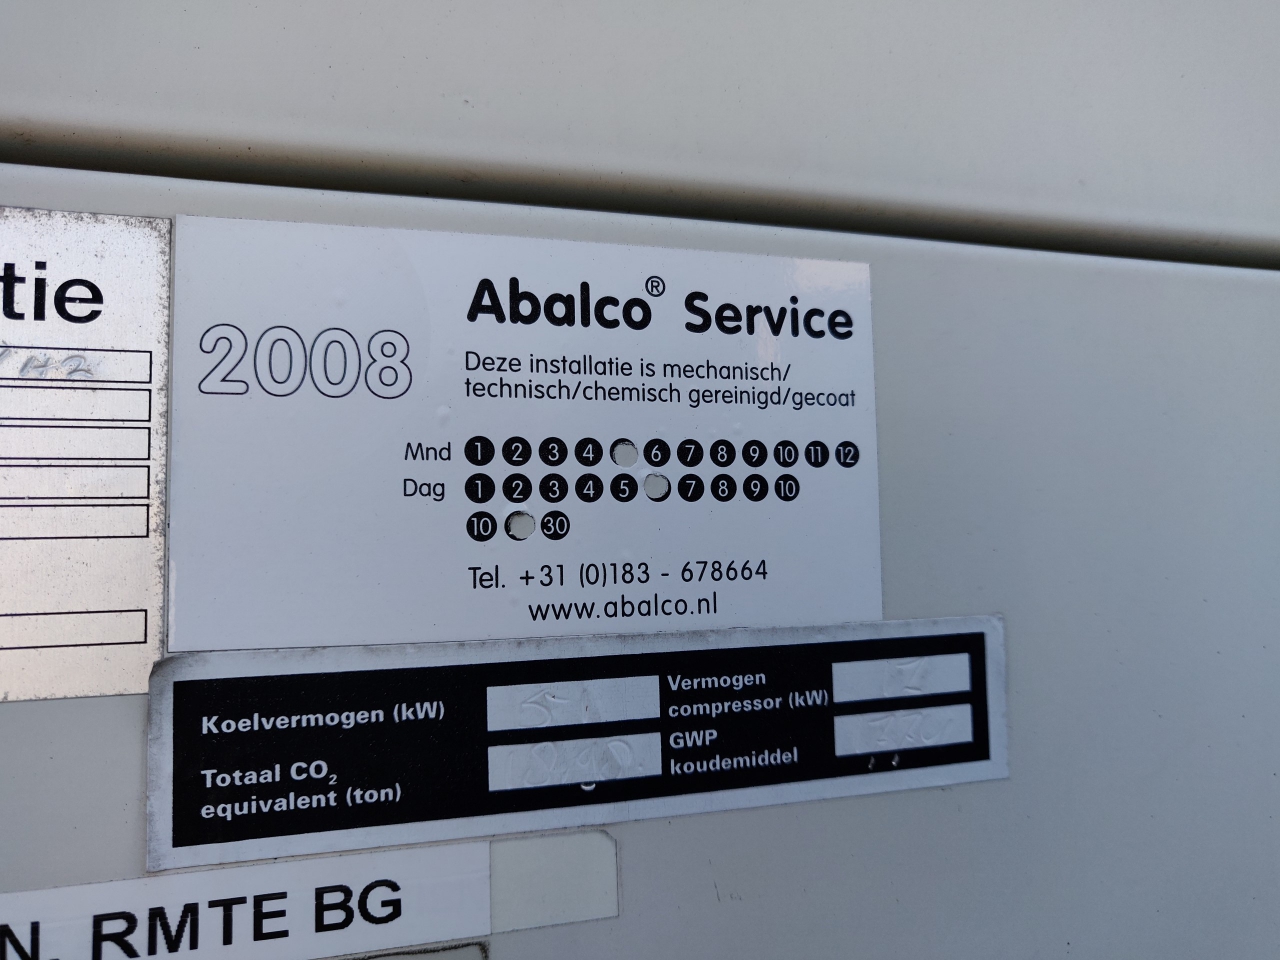 tie
H2
2008
Abalco® Service
Deze installatie is mechanisch/
technisch/chemisch gereinigd/gecoat
Mnd 1 2 3 4 6 7 8 9 10 11 12
Dag 1 2 3 4 5 7 8 9 10
10 30
Tel. +31 (0)183 - 678664
www.abalco.nl
Koelvermogen (kW)
Vermogen
compressor (kW)
17
Totaal CO2
equivalent (ton)
GWP
koudemiddel
N. RMTE BG